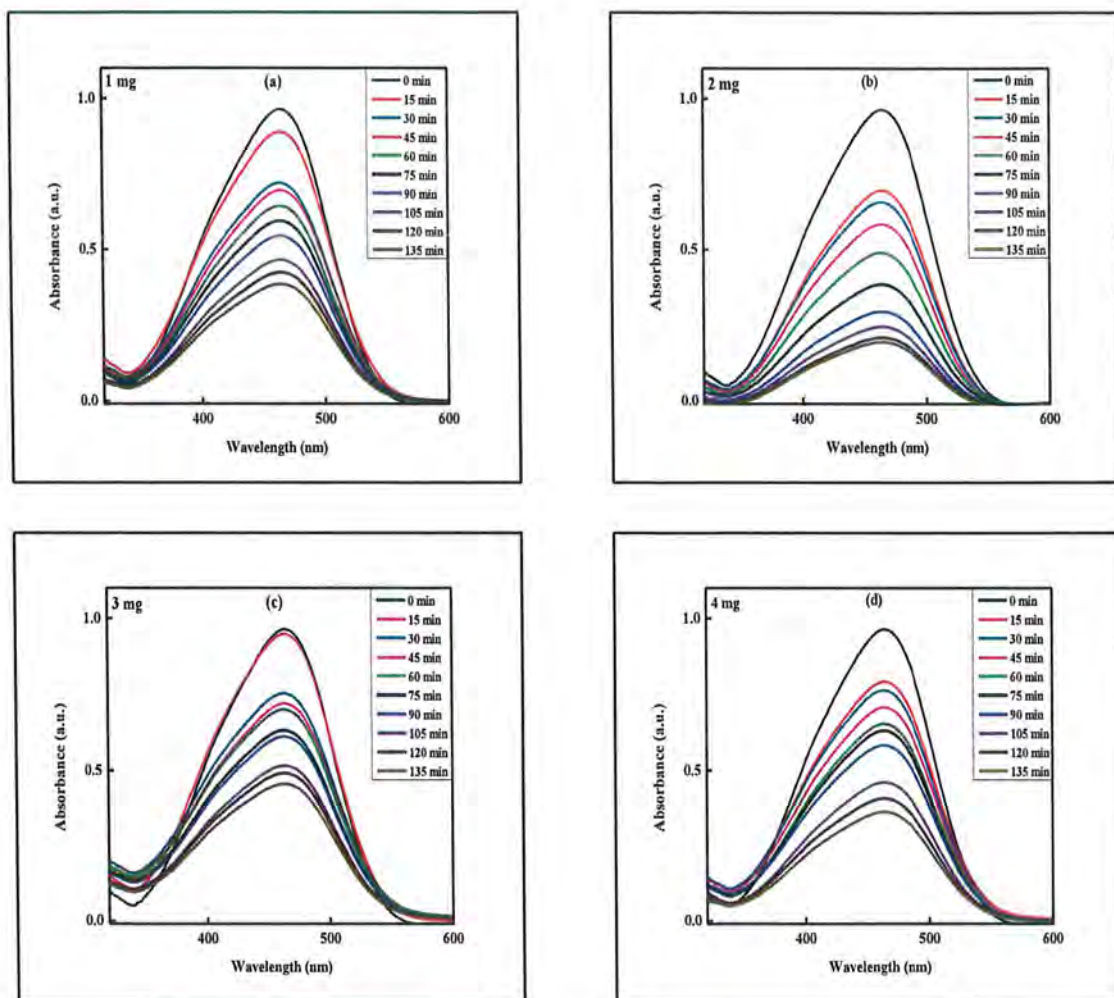 1 mg
(a)
0 min
15 min
30 min
45 min
60 min
75 min
90 min
105 min
120 min
135 min
1.0
0.5
0.0
400
500
600
Absorbance (a.u.)
Wavelength (nm)
2 mg
(b)
0 min
15 min
30 min
45 min
60 min
75 min
90 min
105 min
120 min
135 min
1.0
0.5
0.0
400
500
600
Absorbance (a.u.)
Wavelength (nm)
3 mg
(c)
0 min
15 min
30 min
45 min
60 min
75 min
90 min
105 min
120 min
135 min
1.0
0.5
0.0
400
500
600
Absorbance (a.u.)
Wavelength (nm)
4 mg
(d)
0 min
15 min
30 min
45 min
60 min
75 min
90 min
105 min
120 min
135 min
1.0
0.5
0.0
400
500
600
Absorbance (a.u.)
Wavelength (nm)